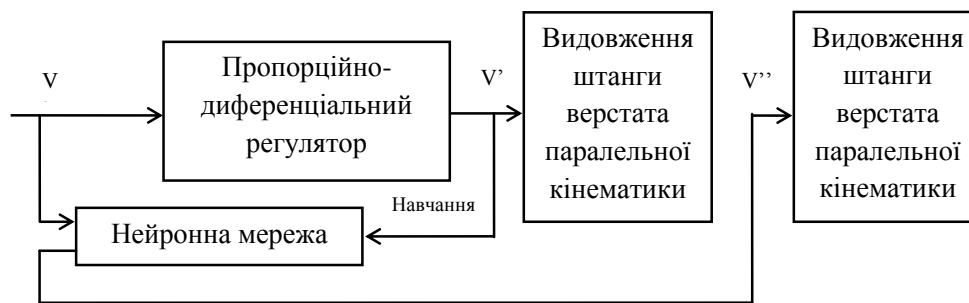 V
Пропорційно-
диференціальний
регулятор
V’
Видовження
штанги
верстата
паралельної
кінематики
V’’
Видовження
штанги
верстата
паралельної
кінематики
Навчання
Нейронна мережа